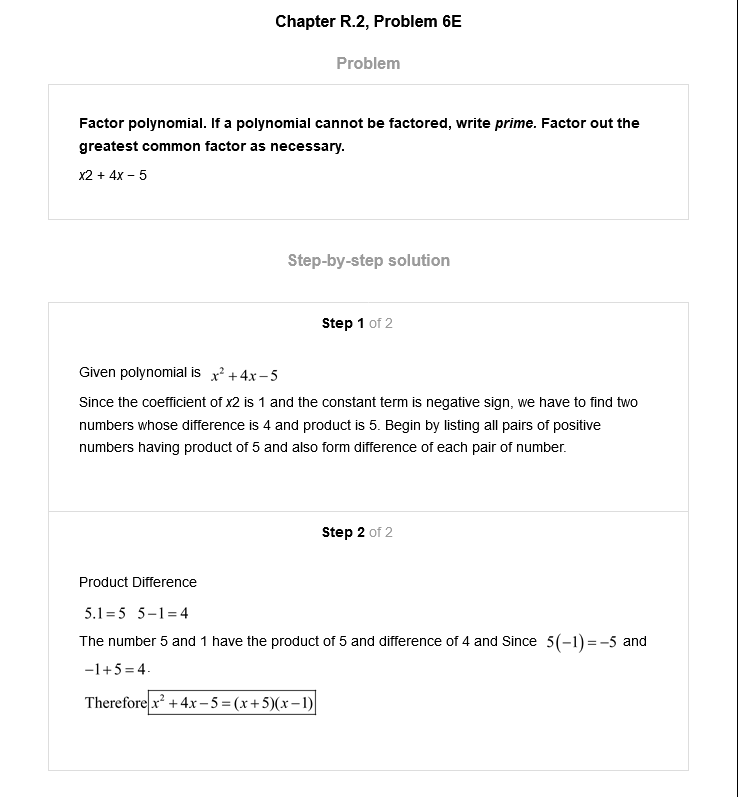 Chapter R.2, Problem 6E
Problem
Factor polynomial. If a polynomial cannot be factored, write prime. Factor out the
greatest common factor as necessary.
x2 + 4x − 5
Step-by-step solution
Step 1 of 2
Given polynomial is x² + 4x − 5
Since the coefficient of x2 is 1 and the constant term is negative sign, we have to find two
numbers whose difference is 4 and product is 5. Begin by listing all pairs of positive
numbers having product of 5 and also form difference of each pair of number.
Step 2 of 2
Product Difference
5.1 = 5 5 − 1 = 4
The number 5 and 1 have the product of 5 and difference of 4 and Since 5(−1) = −5 and
−1 + 5 = 4.
Therefore x² + 4x − 5 = (x + 5)(x − 1)